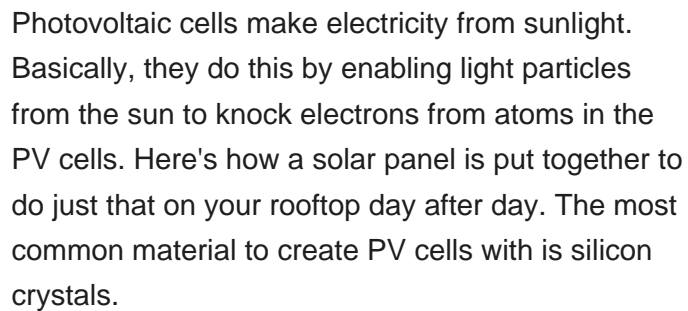 Photovoltaic cells make electricity from sunlight.
Basically, they do this by enabling light particles
from the sun to knock electrons from atoms in the
PV cells. Here's how a solar panel is put together to
do just that on your rooftop day after day. The most
common material to create PV cells with is silicon
crystals.